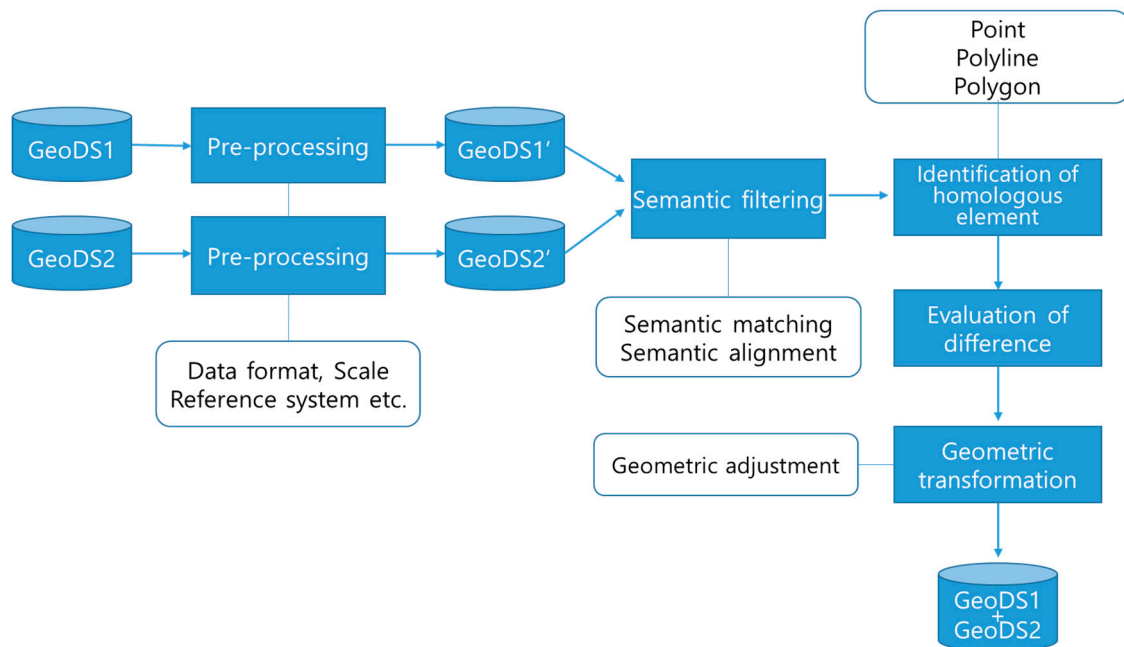 Point
Polyline
Polygon
GeoDS1
Pre-processing
GeoDS1’
GeoDS2
Pre-processing
GeoDS2’
Semantic filtering
Identification of
homologous
element
Data format, Scale
Reference system etc.
Semantic matching
Semantic alignment
Evaluation of
difference
Geometric adjustment
Geometric
transformation
GeoDS1
+
GeoDS2